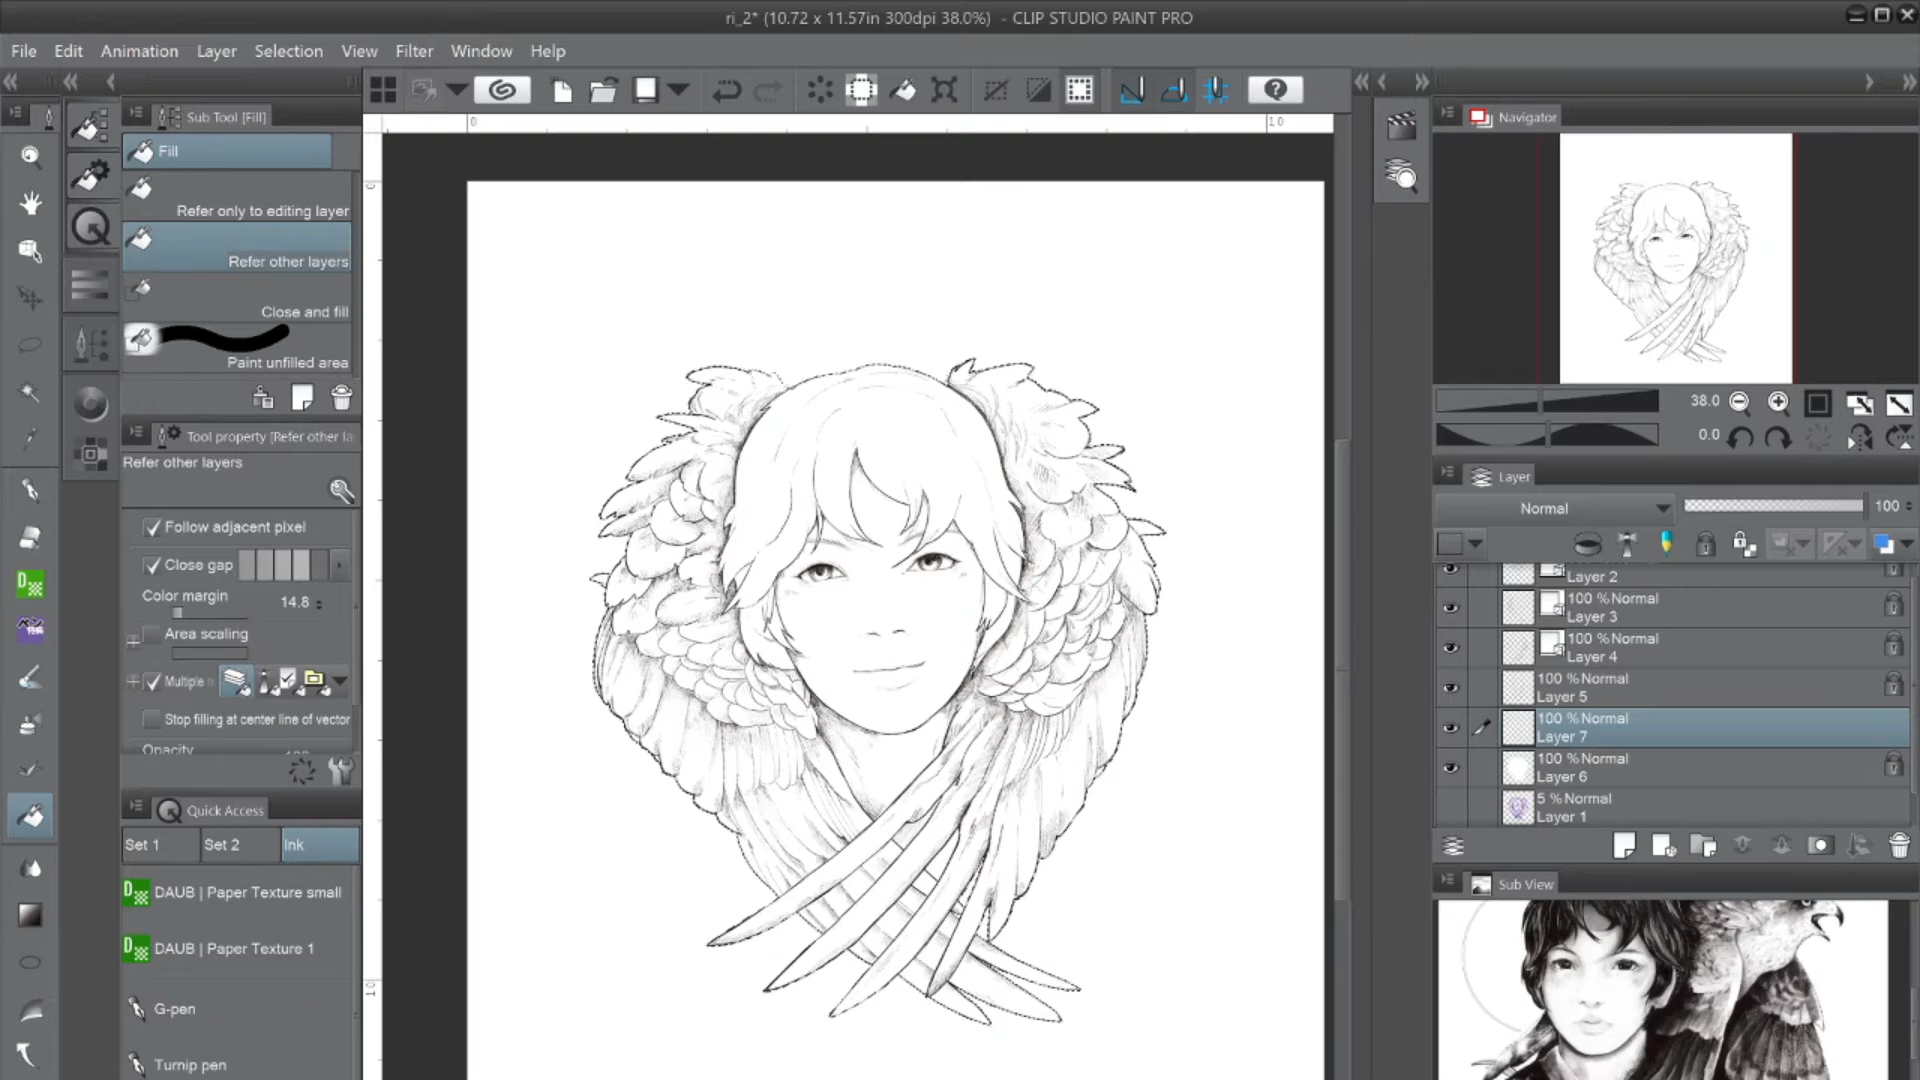 ri_2* (10.72 x 11.57in 300dpi 38.0%) - CLIP STUDIO PAINT PRO
File Edit Animation Layer Selection View Filter Window Help
Sub Tool [Fill]
Fill
Refer only to editing layer
Refer other layers
Close and fill
Paint unfilled area
Tool property [Refer other la
Refer other layers
Follow adjacent pixel
Close gap
Color margin 14.8
Area scaling
Multiple
Stop filling at center line of vector
Opacity
Quick Access
Set 1 Set 2 Ink
DAUB | Paper Texture small
DAUB | Paper Texture 1
G-pen
Turnip pen
0 10
0
10
Navigator
38.0
0.0
Layer
Normal 100
Layer 2
100 %Normal
Layer 3
100 %Normal
Layer 4
100 %Normal
Layer 5
100 %Normal
Layer 7
100 %Normal
Layer 6
5 %Normal
Layer 1
Sub View